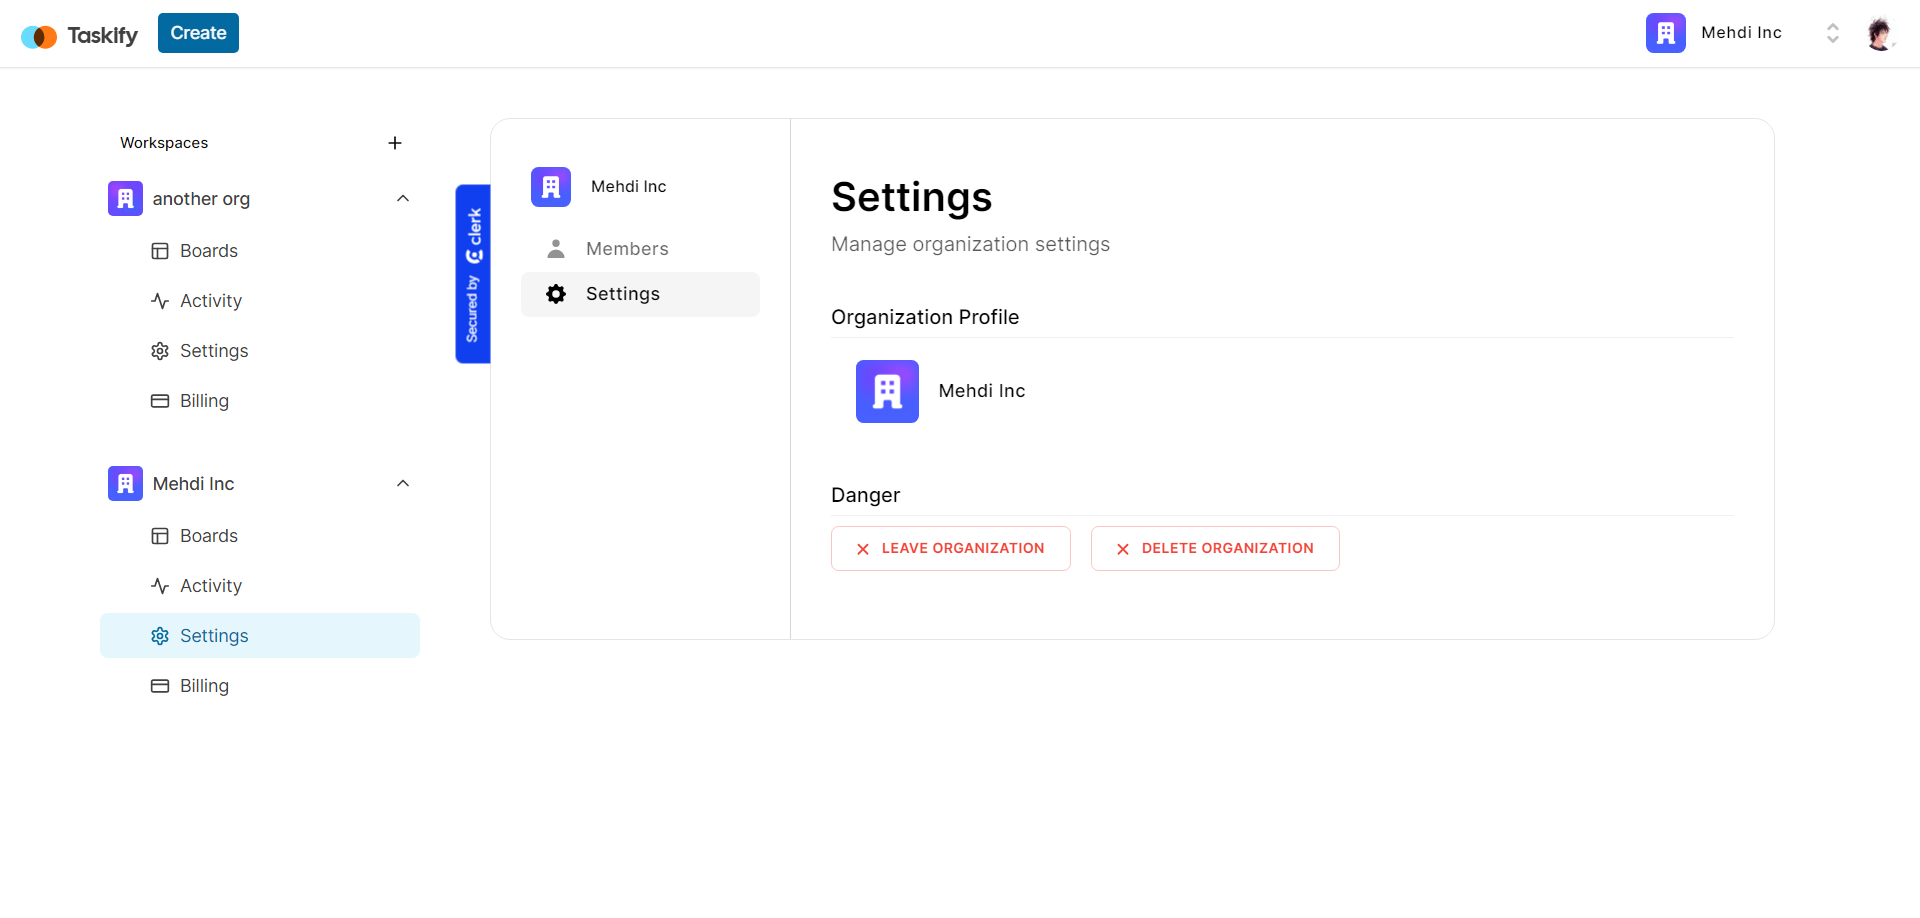 Taskify
Create
Mehdi Inc
Workspaces
another org
Boards
Activity
Settings
Billing
Mehdi Inc
Boards
Activity
Settings
Billing
Secured by clerk
Mehdi Inc
Members
Settings
Settings
Manage organization settings
Organization Profile
Mehdi Inc
Danger
LEAVE ORGANIZATION
DELETE ORGANIZATION